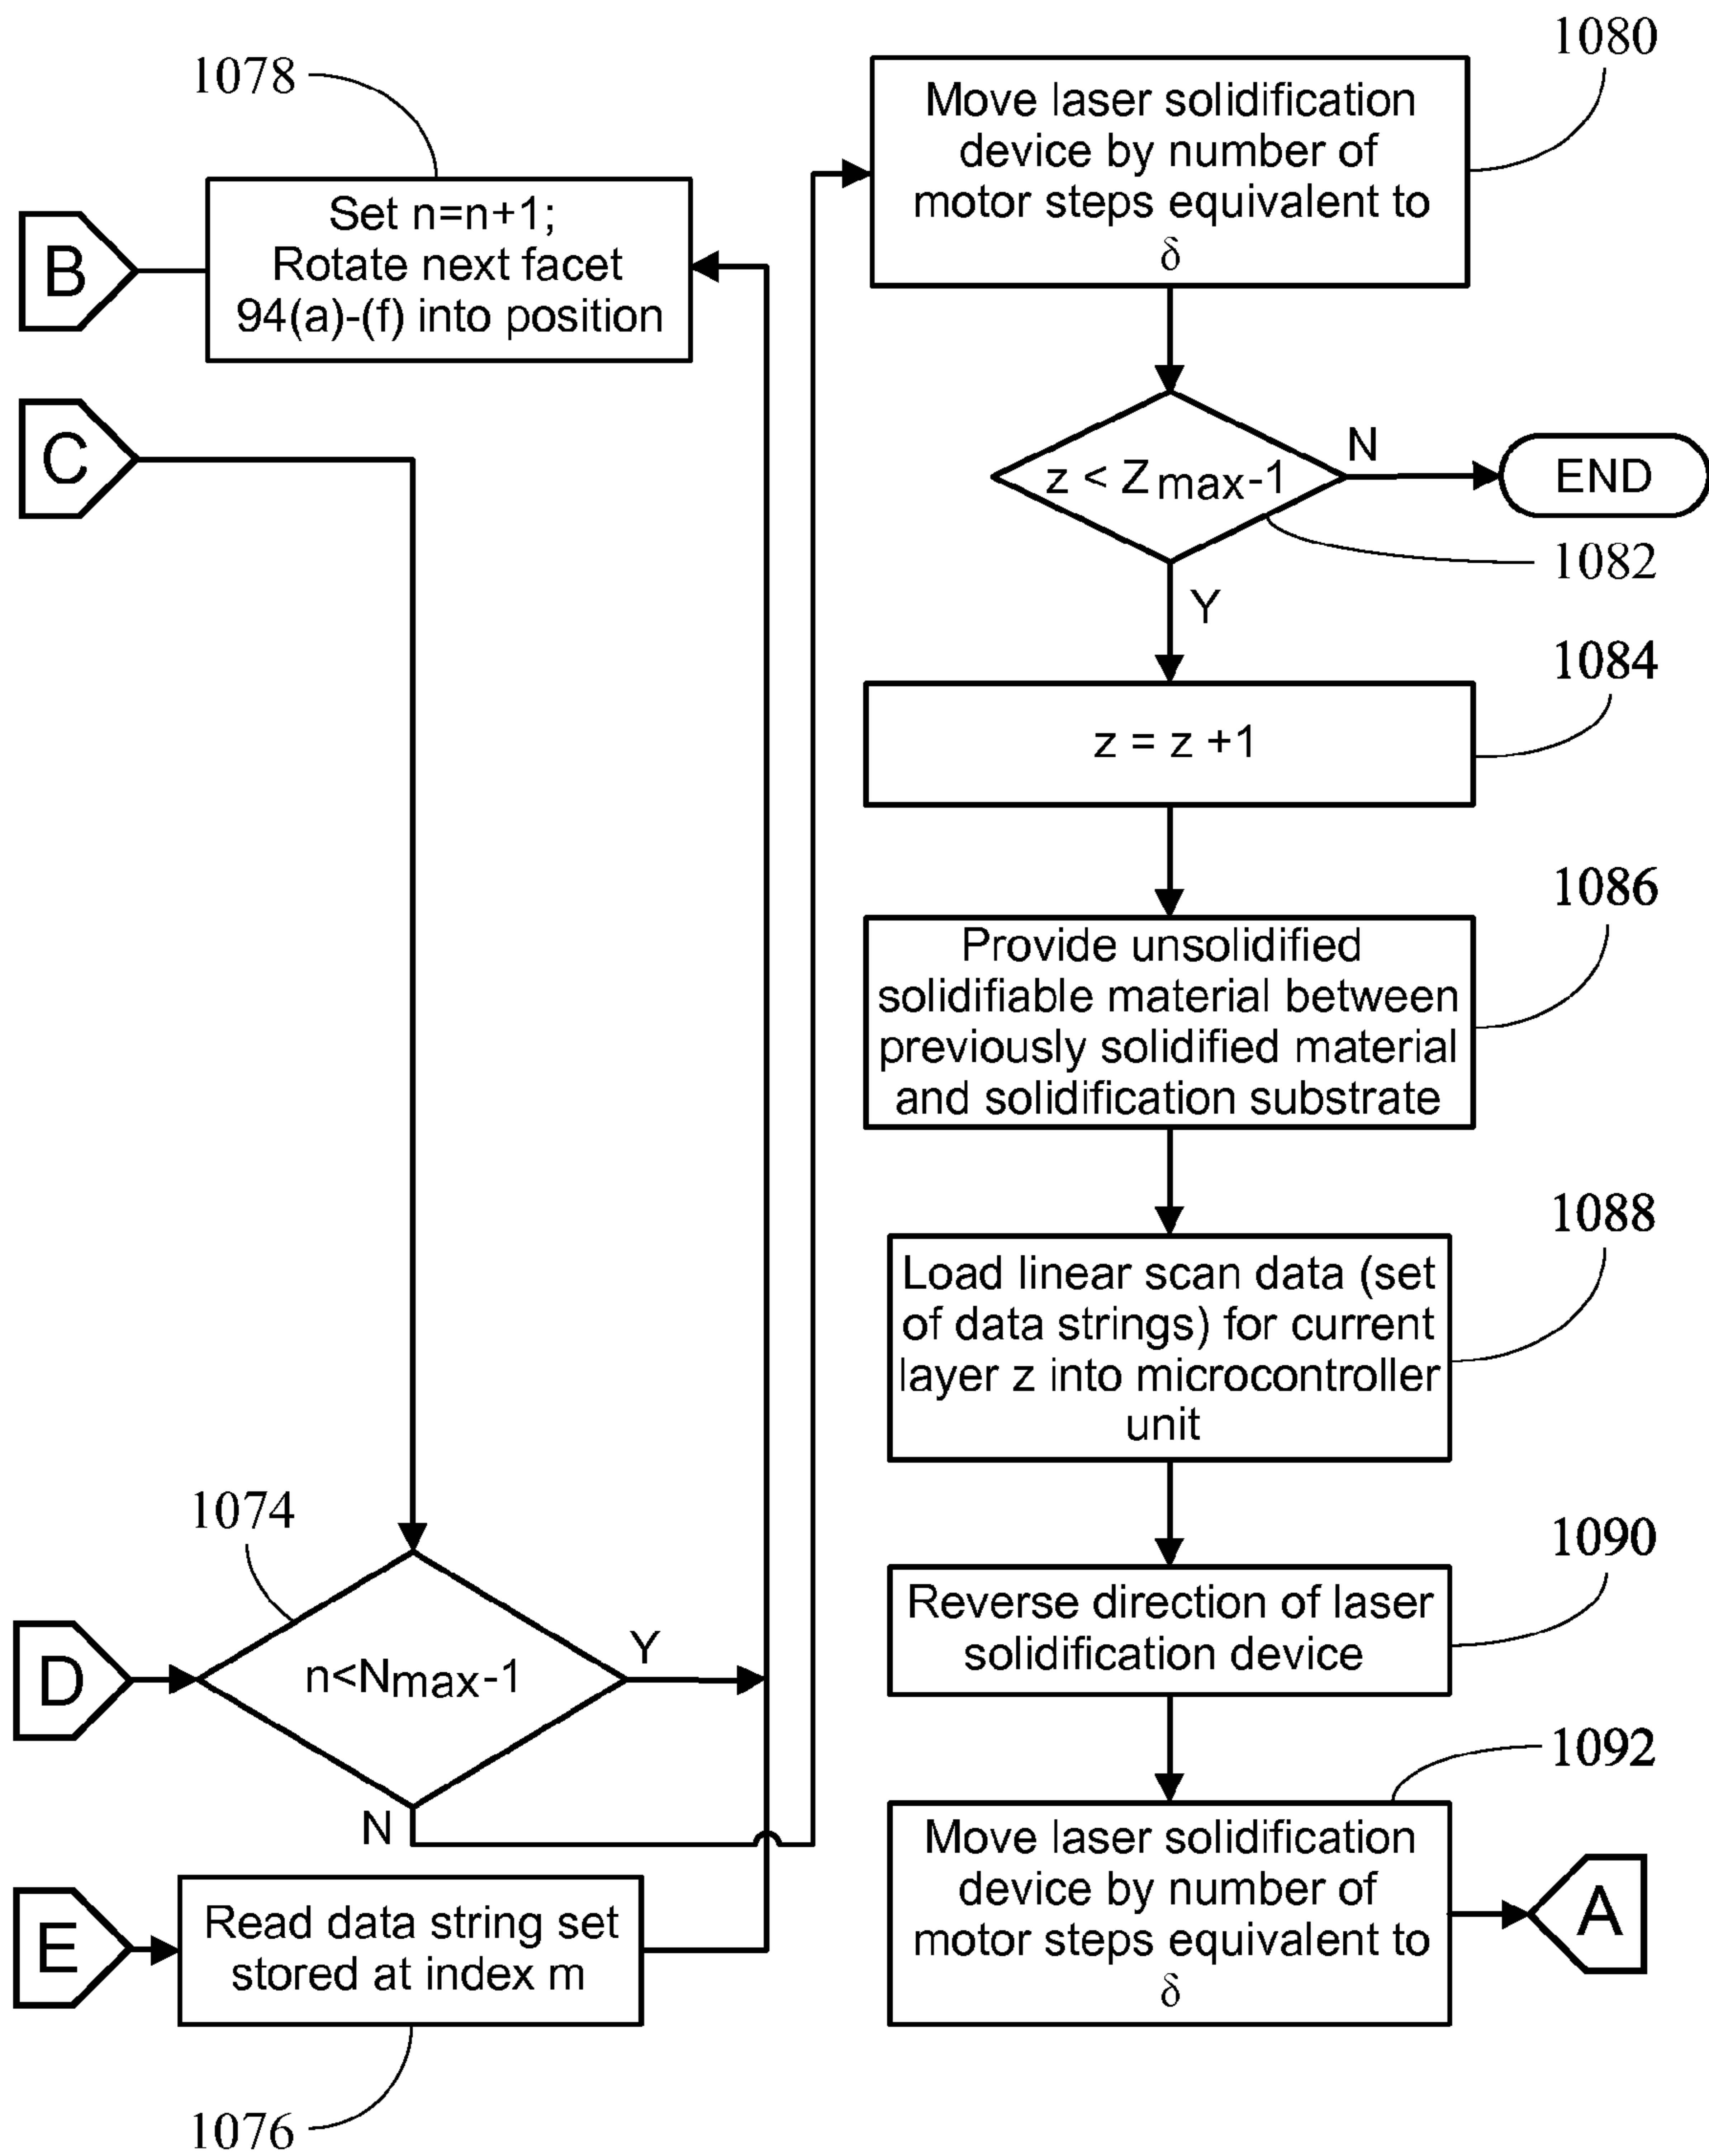 1078
B
Set n=n+1;
Rotate next facet
94(a)-(f) into position
C
1074
D
n<Nmax-1
Y
N
E
Read data string set
stored at index m
1076
1080
Move laser solidification
device by number of
motor steps equivalent to
δ
z < Zmax-1
N
END
1082
Y
1084
z = z +1
1086
Provide unsolidified
solidifiable material between
previously solidified material
and solidification substrate
1088
Load linear scan data (set
of data strings) for current
layer z into microcontroller
unit
1090
Reverse direction of laser
solidification device
1092
Move laser solidification
device by number of
motor steps equivalent to
δ
A